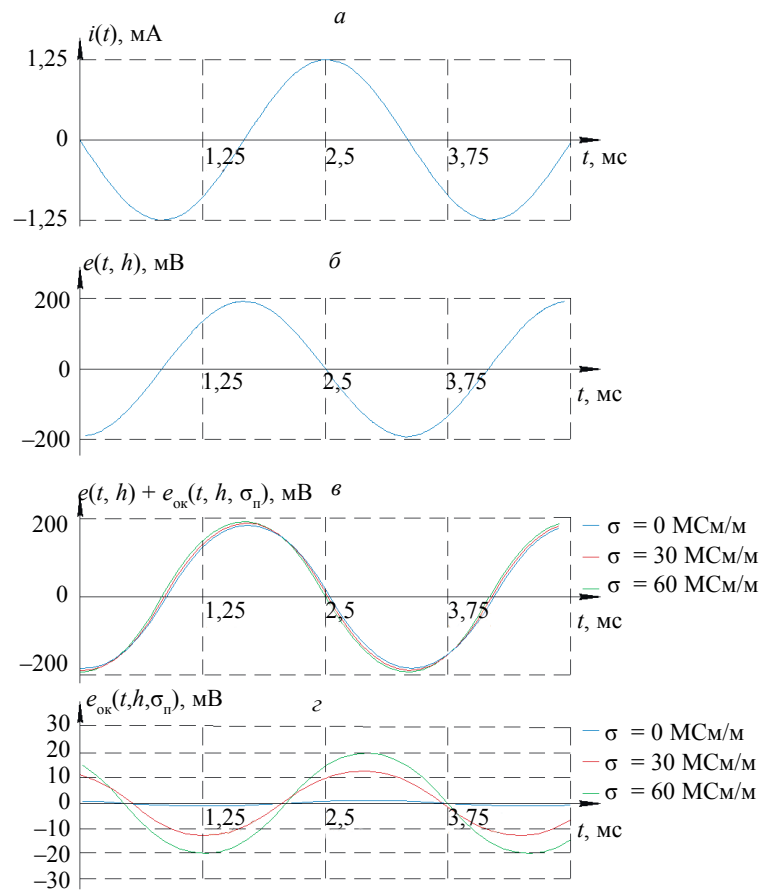 а
i(t), мА
1,25
0
1,25 2,5 3,75
t, мс
–1,25
e(t, h), мВ б
200
0
1,25 2,5 3,75
t, мс
–200
e(t, h) + eок(t, h, σп), мВ в
200
0
1,25 2,5 3,75
t, мс
–200
σ = 0 МСм/м
σ = 30 МСм/м
σ = 60 МСм/м
eок(t,h,σп), мВ г
30
20
10
0
1,25 2,5 3,75
t, мс
–10
–20
–30
σ = 0 МСм/м
σ = 30 МСм/м
σ = 60 МСм/м